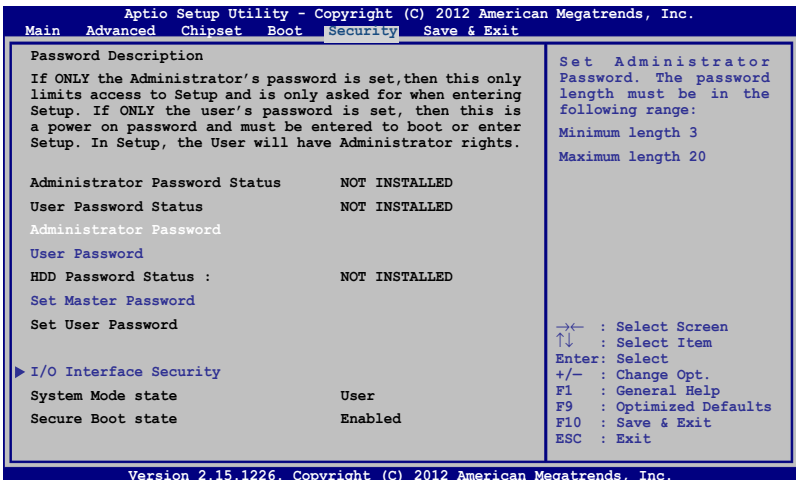 Aptio Setup Utility - Copyright (C) 2012 American Megatrends, Inc.
Main Advanced Chipset Boot Security Save & Exit
Password Description
If ONLY the Administrator's password is set,then this only
limits access to Setup and is only asked for when entering
Setup. If ONLY the user's password is set, then this is
a power on password and must be entered to boot or enter
Setup. In Setup, the User will have Administrator rights.
Administrator Password Status NOT INSTALLED
User Password Status NOT INSTALLED
Administrator Password
User Password
HDD Password Status : NOT INSTALLED
Set Master Password
Set User Password
I/O Interface Security
System Mode state User
Secure Boot state Enabled
Set Administrator
Password. The password
length must be in the
following range:
Minimum length 3
Maximum length 20
→← : Select Screen
↑↓ : Select Item
Enter: Select
+/— : Change Opt.
F1 : General Help
F9 : Optimized Defaults
F10 : Save & Exit
ESC : Exit
Version 2.15.1226. Copyright (C) 2012 American Megatrends, Inc.